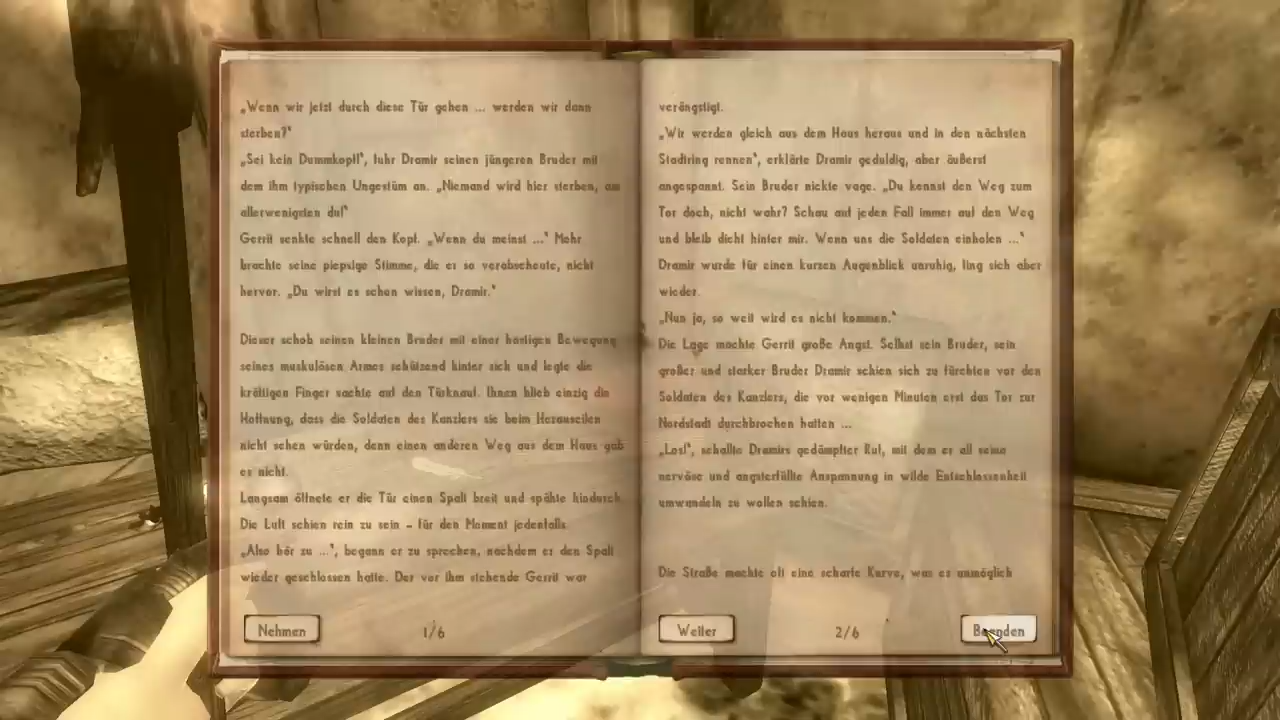 „Wenn wir jetzt durch diese Tür gehen ... werden wir dann
sterben?"
„Sei kein Dummkopf!", fuhr Dramir seinen jüngeren Bruder mit
dem ihm typischen Ungestüm an. „Niemand wird hier sterben, am
allerwenigsten du!"
Gerrit senkte schnell den Kopf. „Wenn du meinst ..." Mehr
brachte seine piepsige Stimme, die er so verabscheute, nicht
hervor. „Du wirst es schon wissen, Dramir."
Dieser schob seinen kleinen Bruder mit einer hastigen Bewegung
seines muskulösen Armes schützend hinter sich und legte die
kräftigen Finger sachte auf den Türknauf. Ihnen blieb einzig die
Hoffnung, dass die Soldaten des Kanzlers sie beim Herauseilen
nicht sehen würden, denn einen anderen Weg aus dem Haus gab
es nicht.
Langsam öffnete er die Tür einen Spalt breit und spähte hindurch.
Die Luft schien rein zu sein – für den Moment jedenfalls.
„Also hör zu ...", begann er zu sprechen, nachdem er den Spalt
wieder geschlossen hatte. Der vor ihm stehende Gerrit war
Nehmen
1/6
verängstigt.
„Wir werden gleich aus dem Haus heraus und in den nächsten
Stadtring rennen", erklärte Dramir geduldig, aber äußerst
angespannt. Sein Bruder nickte vage. „Du kennst den Weg zum
Tor doch, nicht wahr? Schau auf jeden Fall immer auf den Weg
und bleib dicht hinter mir. Wenn uns die Soldaten einholen ..."
Dramir wurde für einen kurzen Augenblick unruhig, fing sich aber
wieder.
„Nun ja, so weit wird es nicht kommen."
Die Lage machte Gerrit große Angst. Selbst sein Bruder, sein
großer und starker Bruder Dramir schien sich zu fürchten vor den
Soldaten des Kanzlers, die vor wenigen Minuten erst das Tor zur
Nordstadt durchbrochen hatten ...
„Los!", schallte Dramirs gedämpfter Ruf, mit dem er all seine
nervöse und angsterfüllte Anspannung in wilde Entschlossenheit
umwandeln zu wollen schien.
Die Straße machte oft eine scharfe Kurve, was es unmöglich
Weiter
2/6
Beenden